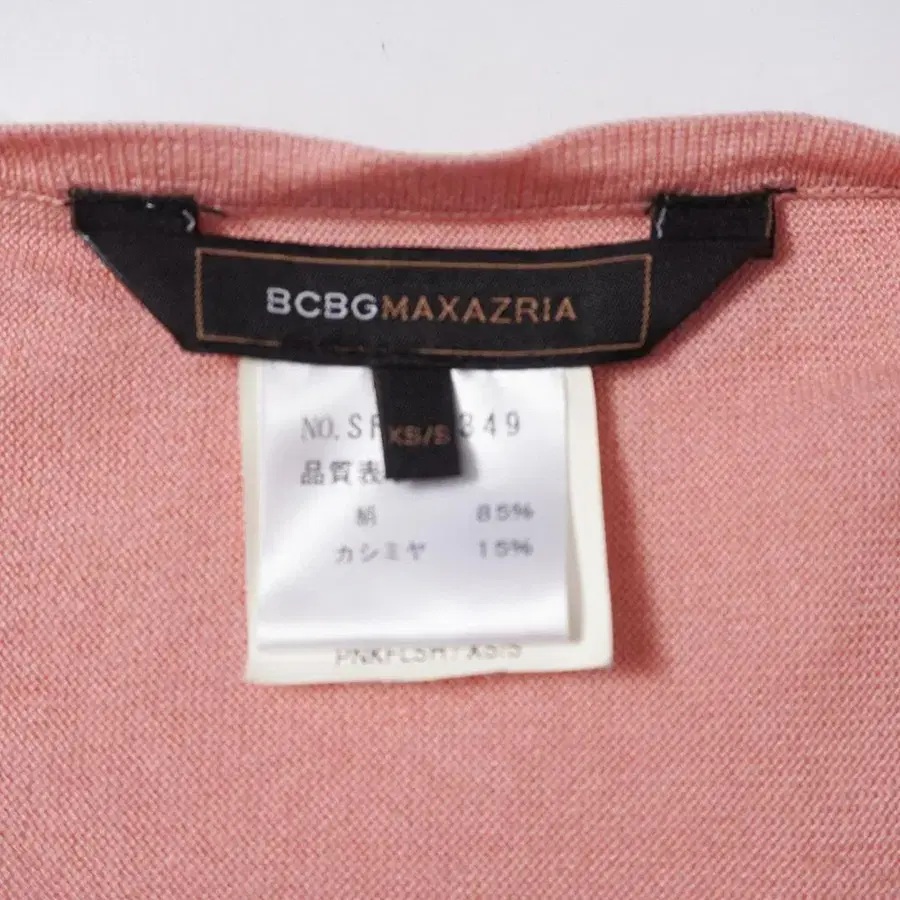 BCBGMAXAZRIA
XS/S
NO.SF 349
品質表
絹 85%
カシミヤ 15%
PNKFLSH XS/S